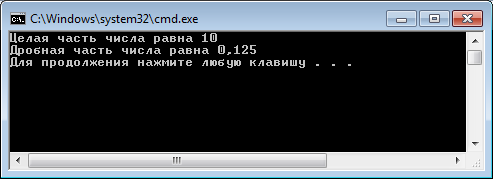 C:\Windows\system32\cmd.exe
Целая часть числа равна 10
Дробная часть числа равна 0,125
Для продолжения нажмите любую клавишу . . .